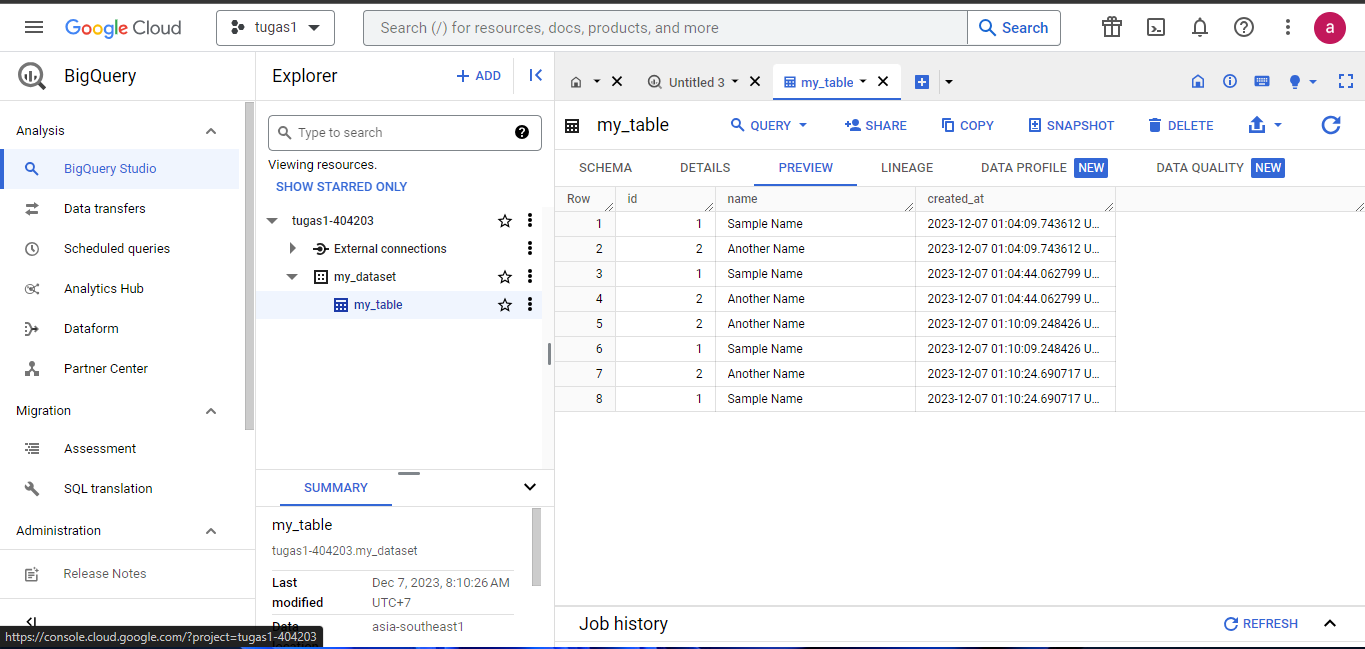 Google Cloud
tugas1
Search (/) for resources, docs, products, and more
Search
a
BigQuery
Analysis
BigQuery Studio
Data transfers
Scheduled queries
Analytics Hub
Dataform
Partner Center
Migration
Assessment
SQL translation
Administration
Release Notes
https://console.cloud.google.com/?project=tugas1-404203
Explorer
ADD
Type to search
Viewing resources.
SHOW STARRED ONLY
tugas1-404203
External connections
my_dataset
my_table
SUMMARY
my_table
tugas1-404203.my_dataset
Last modified Dec 7, 2023, 8:10:26 AM UTC+7
Data asia-southeast1
Untitled 3
my_table
my_table
QUERY SHARE COPY SNAPSHOT DELETE
SCHEMA DETAILS PREVIEW LINEAGE DATA PROFILE NEW DATA QUALITY NEW
Row id name created_at
1 1 Sample Name 2023-12-07 01:04:09.743612 U...
2 2 Another Name 2023-12-07 01:04:09.743612 U...
3 1 Sample Name 2023-12-07 01:04:44.062799 U...
4 2 Another Name 2023-12-07 01:04:44.062799 U...
5 2 Another Name 2023-12-07 01:10:09.248426 U...
6 1 Sample Name 2023-12-07 01:10:09.248426 U...
7 2 Another Name 2023-12-07 01:10:24.690717 U...
8 1 Sample Name 2023-12-07 01:10:24.690717 U...
Job history
REFRESH